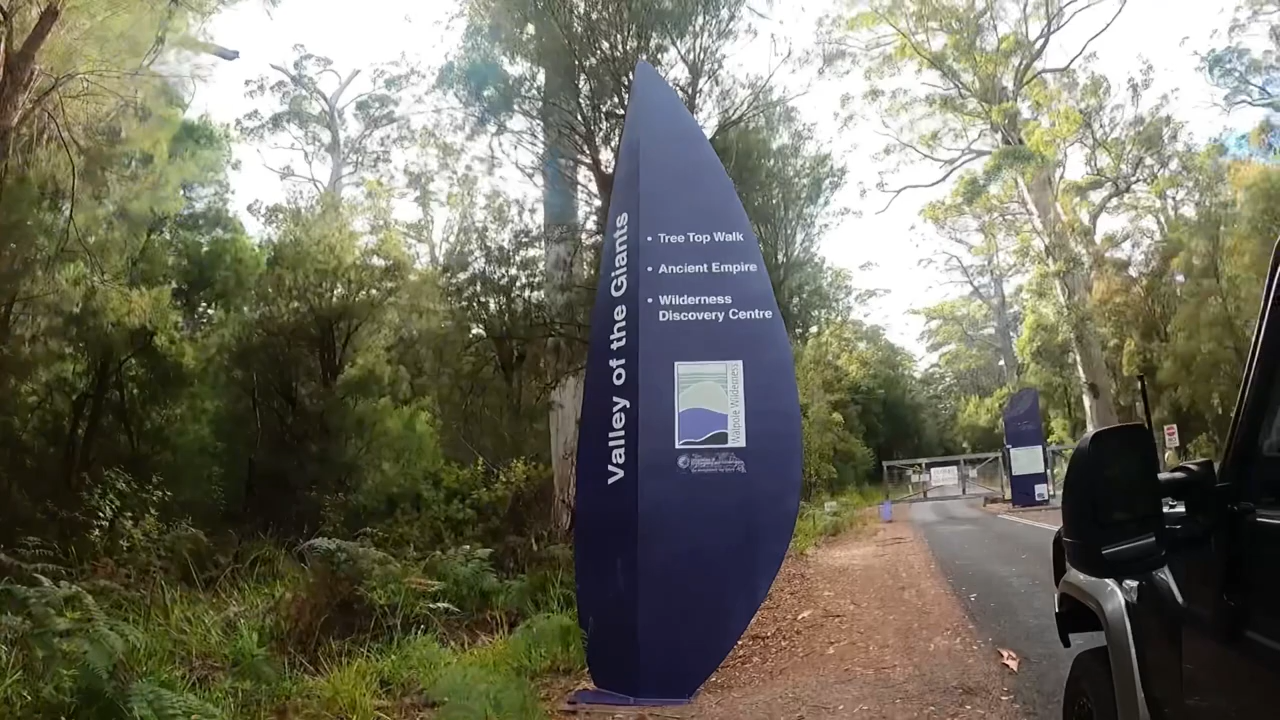 Valley of the Giants
• Tree Top Walk
• Ancient Empire
• Wilderness
Discovery Centre
Walpole Wilderness